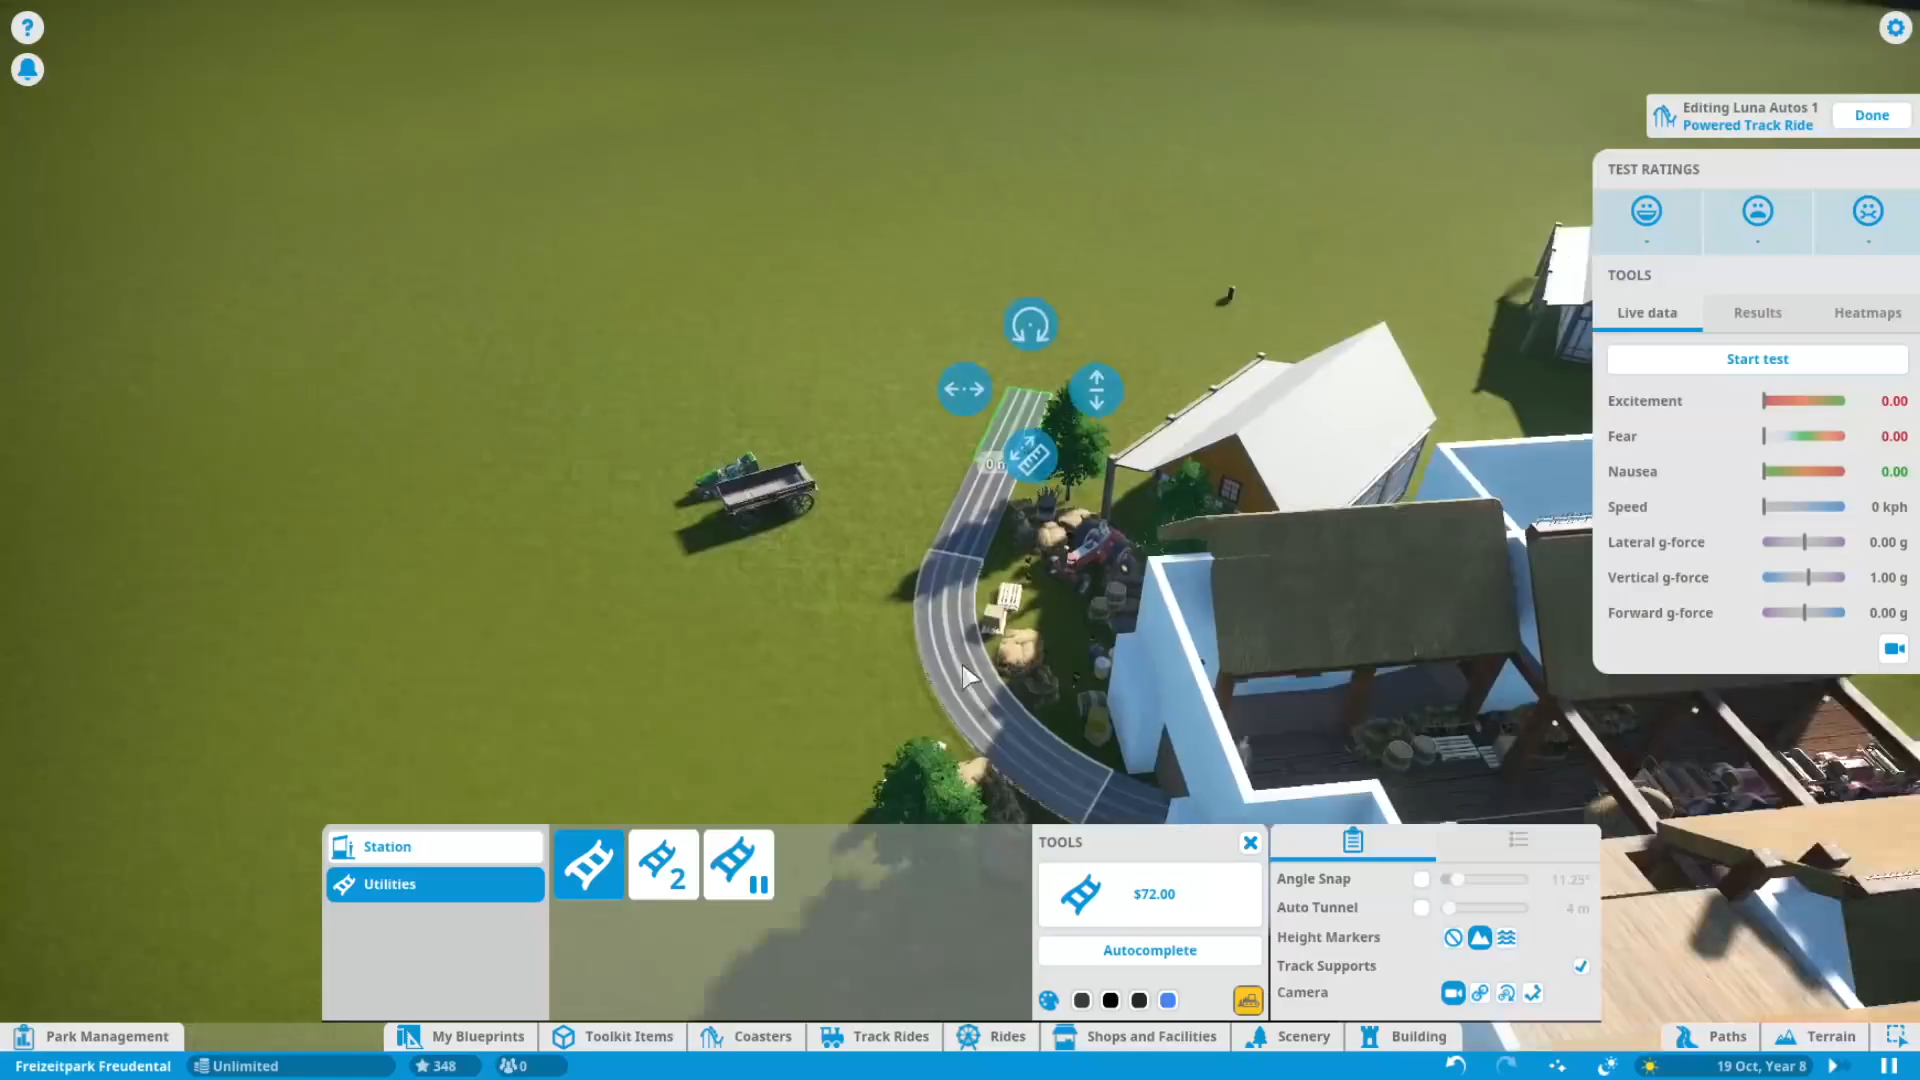 ?
Editing Luna Autos 1
Powered Track Ride
Done
TEST RATINGS
- - -
TOOLS
Live data Results Heatmaps
Start test
Excitement 0.00
Fear 0.00
Nausea 0.00
Speed 0 kph
Lateral g-force 0.00 g
Vertical g-force 1.00 g
Forward g-force 0.00 g
0 m
Station
Utilities
2
TOOLS
$72.00
Autocomplete
Angle Snap 11.25°
Auto Tunnel 4 m
Height Markers
Track Supports
Camera
Park Management
My Blueprints
Toolkit Items
Coasters
Track Rides
Rides
Shops and Facilities
Scenery
Building
Paths
Terrain
Freizeitpark Freudental
Unlimited
348
0
19 Oct, Year 8